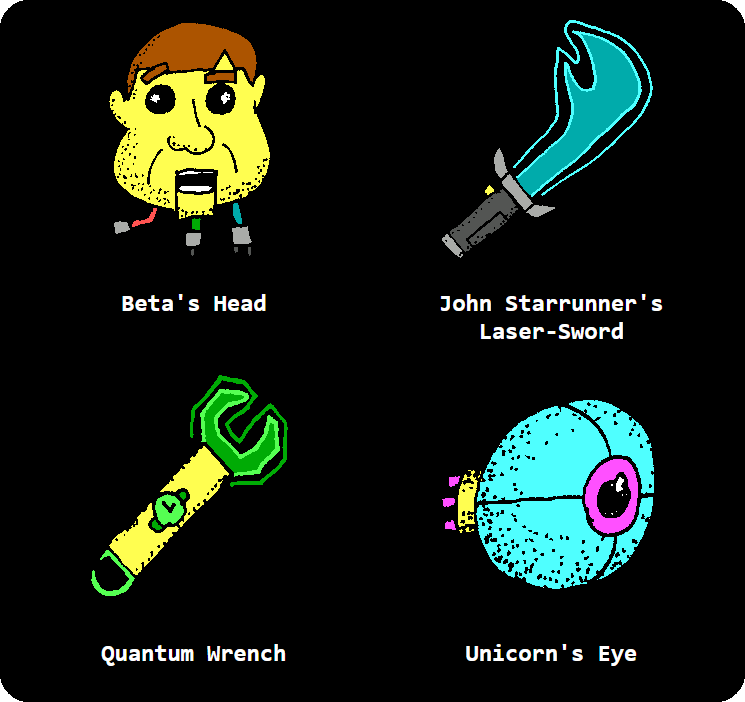 Beta's Head
John Starrunner's
Laser-Sword
Quantum Wrench
Unicorn's Eye